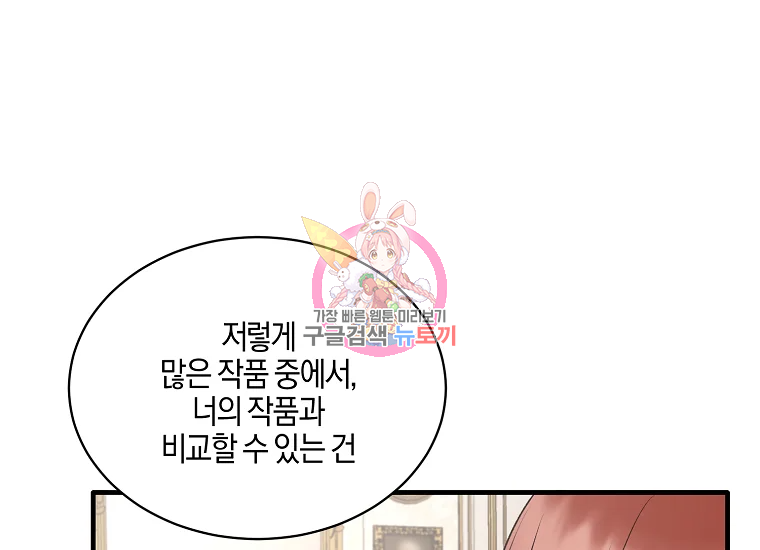 가장 빠른 웹툰 미리보기
구글검색 뉴토끼
저렇게
많은 작품 중에서,
너의 작품과
비교할 수 있는 건